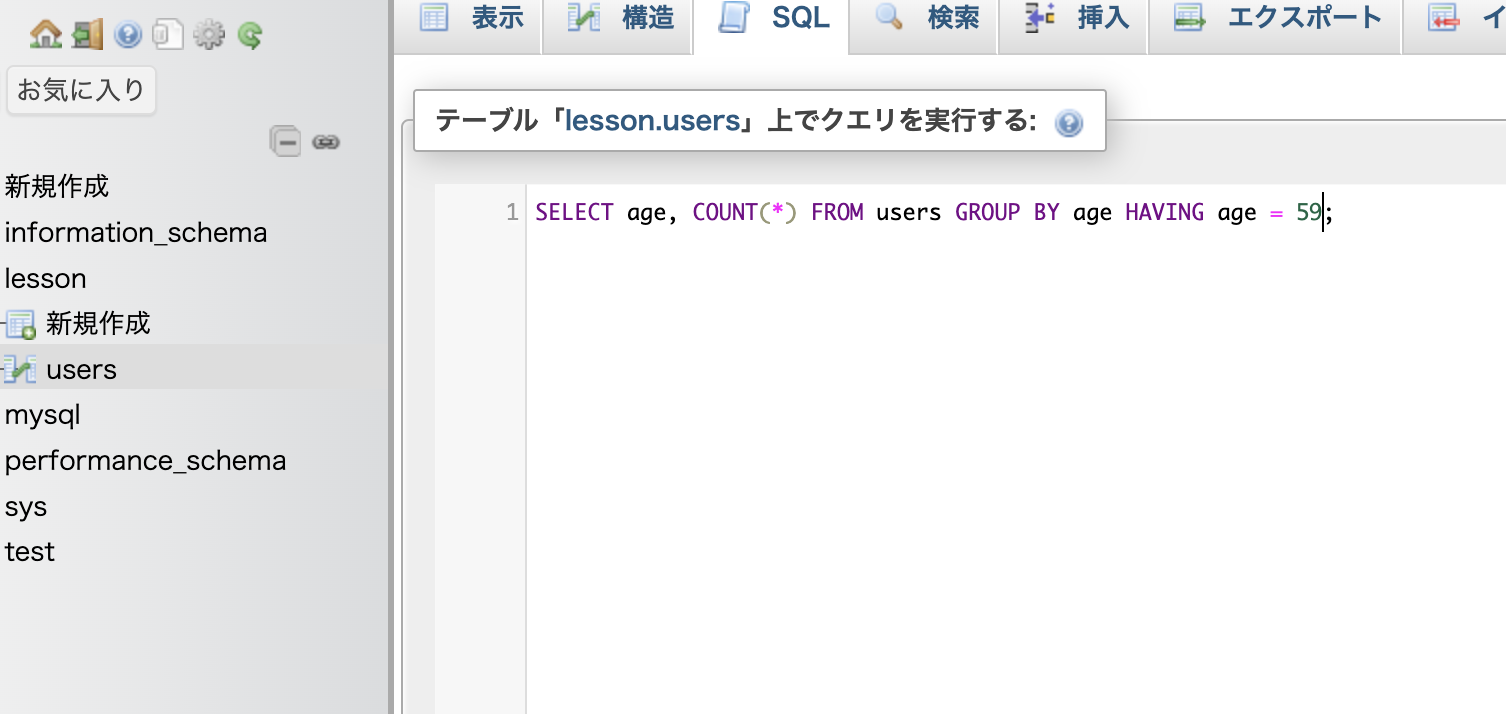 お気に入り
新規作成
information_schema
lesson
新規作成
users
mysql
performance_schema
sys
test
表示 構造 SQL 検索 挿入 エクスポート イ
テーブル「lesson.users」上でクエリを実行する:
1 SELECT age, COUNT(*) FROM users GROUP BY age HAVING age = 59;